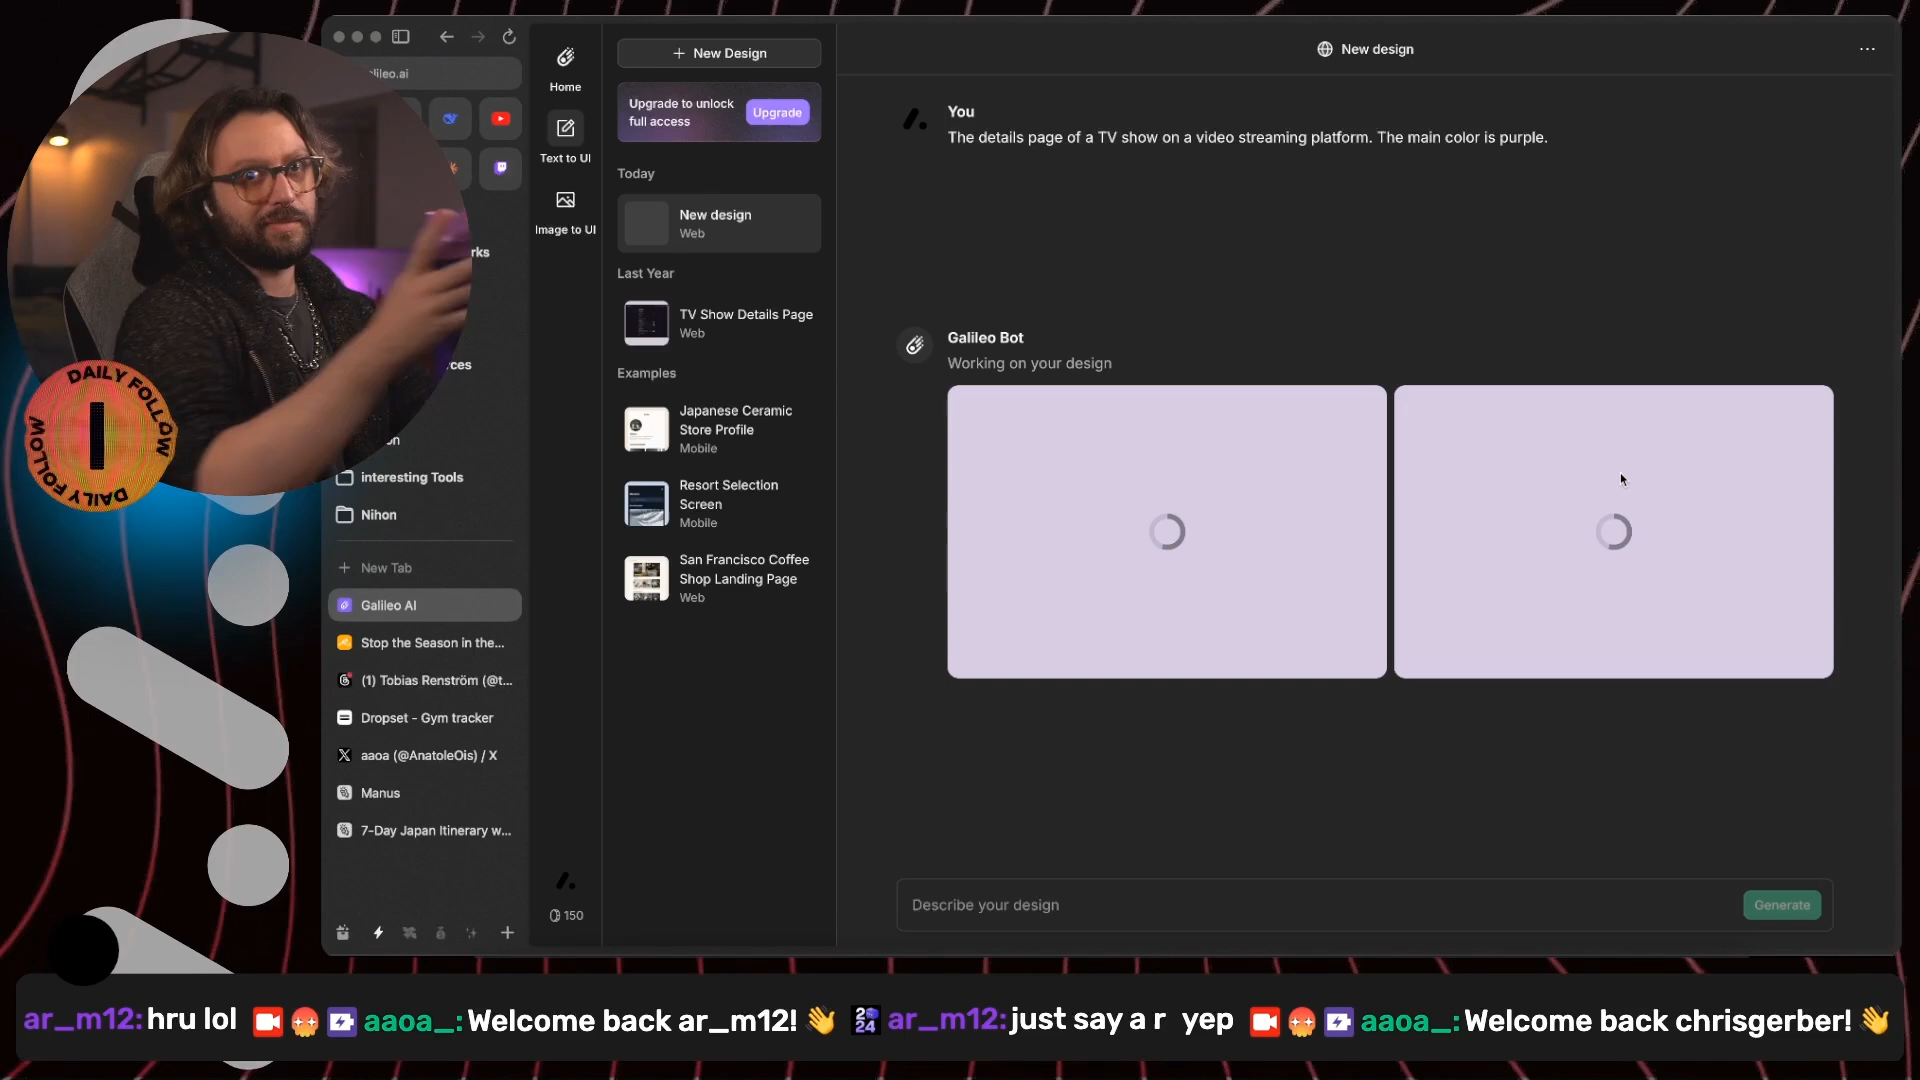 lileo.ai
rks
rces
on
interesting Tools
Nihon
New Tab
Galileo AI
Stop the Season in the...
(1) Tobias Renström (@t...
Dropset - Gym tracker
aaoa (@AnatoleOis) / X
Manus
7-Day Japan Itinerary w...
Home
Text to UI
Image to UI
150
+ New Design
Upgrade to unlock
full access
Upgrade
Today
New design
Web
Last Year
TV Show Details Page
Web
Examples
Japanese Ceramic
Store Profile
Mobile
Resort Selection
Screen
Mobile
San Francisco Coffee
Shop Landing Page
Web
New design
You
The details page of a TV show on a video streaming platform. The main color is purple.
Galileo Bot
Working on your design
Describe your design
Generate
DAILY FOLLOW
DAILY FOLLOW
ar_m12: hru lol aaoa_: Welcome back ar_m12! 👋 2024 ar_m12: just say a r yep aaoa_: Welcome back chrisgerber! 👋